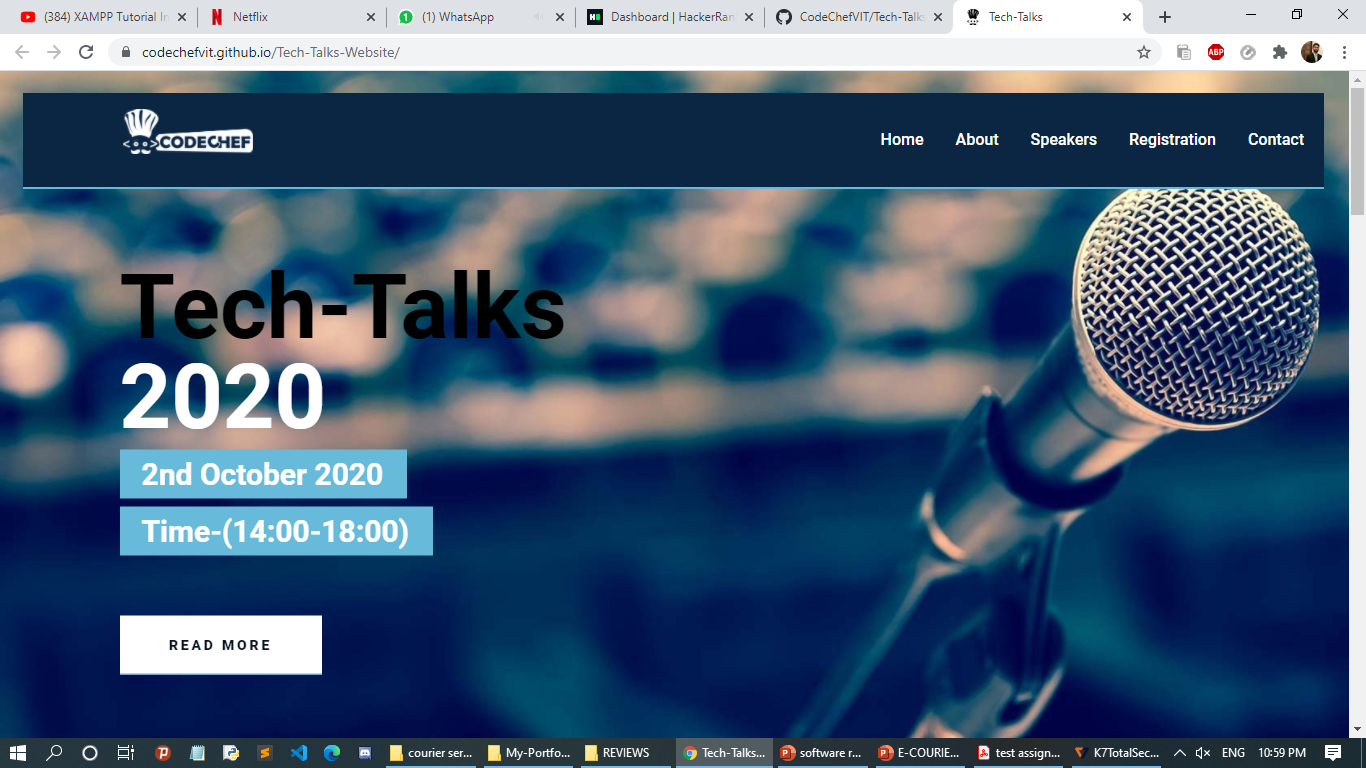 (384) XAMPP Tutorial In
Netflix
(1) WhatsApp
Dashboard | HackerRan
CodeChefVIT/Tech-Talks
Tech-Talks
codechefvit.github.io/Tech-Talks-Website/
ABP
CODECHEF
Home
About
Speakers
Registration
Contact
Tech-Talks
2020
2nd October 2020
Time-(14:00-18:00)
READ MORE
courier ser...
My-Portfo...
REVIEWS
Tech-Talks...
software r...
E-COURIE...
test assign...
K7TotalSec...
ENG
10:59 PM